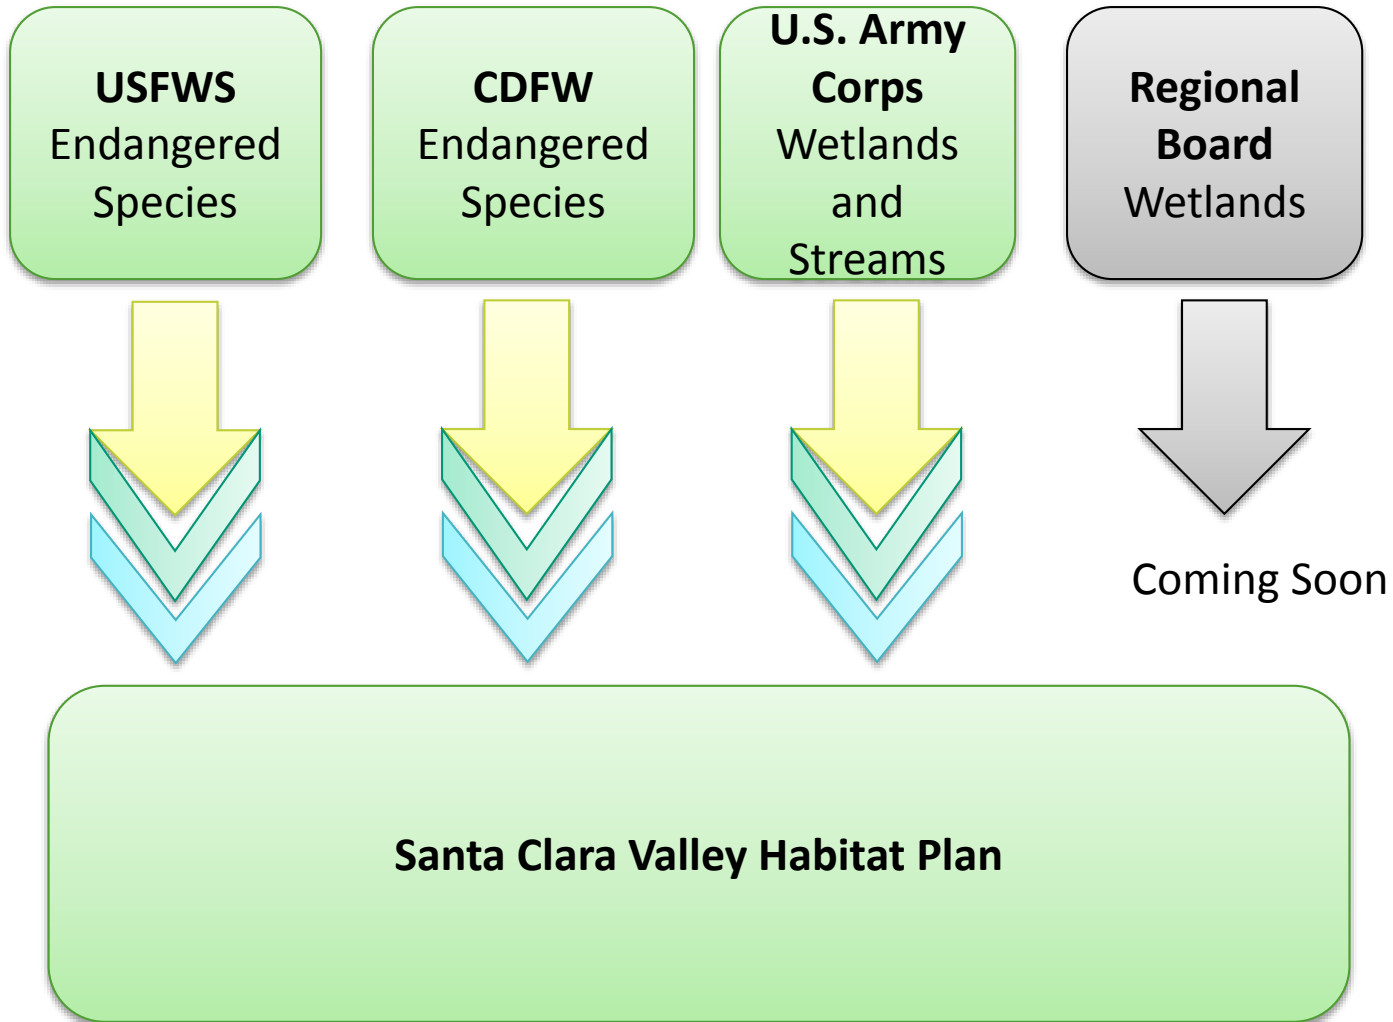 USFWS
Endangered
Species
CDFW
Endangered
Species
U.S. Army
Corps
Wetlands
and
Streams
Regional
Board
Wetlands
Coming Soon
Santa Clara Valley Habitat Plan